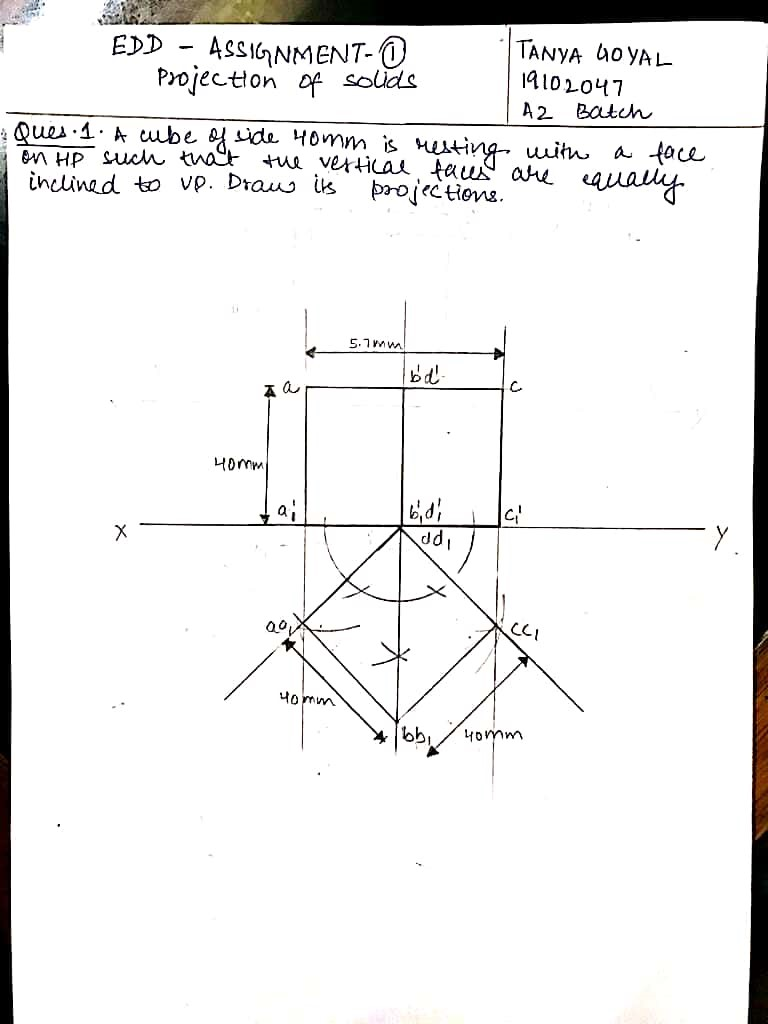 EDD - ASSIGNMENT-①
Projection of solids
TANYA GOYAL
19102047
A2 Batch
Ques.1. A cube of side 40mm is resting with a face
on HP such that the vertical faces are equally
inclined to VP. Draw its projections.
5.7mm
a
b'd'
c
40mm
a₁'
b₁'d₁'
c₁'
X
Y
dd₁
aa₁
cc₁
40mm
bb₁
40mm